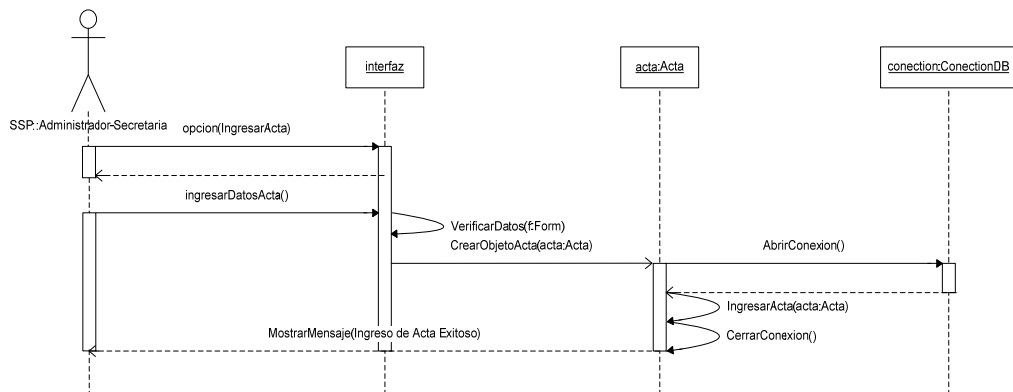 interfaz
acta:Acta
conection:ConectionDB
SSP::Administrador-Secretaria
opcion(IngresarActa)
ingresarDatosActa()
VerificarDatos(f:Form)
CrearObjetoActa(acta:Acta)
AbrirConexion()
IngresarActa(acta:Acta)
MostrarMensaje(Ingreso de Acta Exitoso)
CerrarConexion()